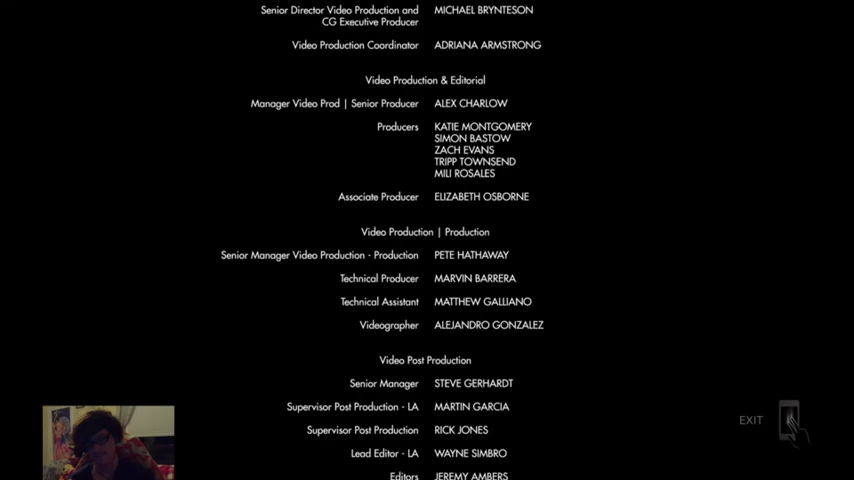 Senior Director Video Production and MICHAEL BRYNTESON
CG Executive Producer
Video Production Coordinator ADRIANA ARMSTRONG
Video Production & Editorial
Manager Video Prod | Senior Producer ALEX CHARLOW
Producers KATIE MONTGOMERY
SIMON BASTOW
ZACH EVANS
TRIPP TOWNSEND
MILI ROSALES
Associate Producer ELIZABETH OSBORNE
Video Production | Production
Senior Manager Video Production - Production PETE HATHAWAY
Technical Producer MARVIN BARRERA
Technical Assistant MATTHEW GALLIANO
Videographer ALEJANDRO GONZALEZ
Video Post Production
Senior Manager STEVE GERHARDT
Supervisor Post Production - LA MARTIN GARCIA
EXIT
Supervisor Post Production RICK JONES
Lead Editor - LA WAYNE SIMBRO
Editors JEREMY AMBERS